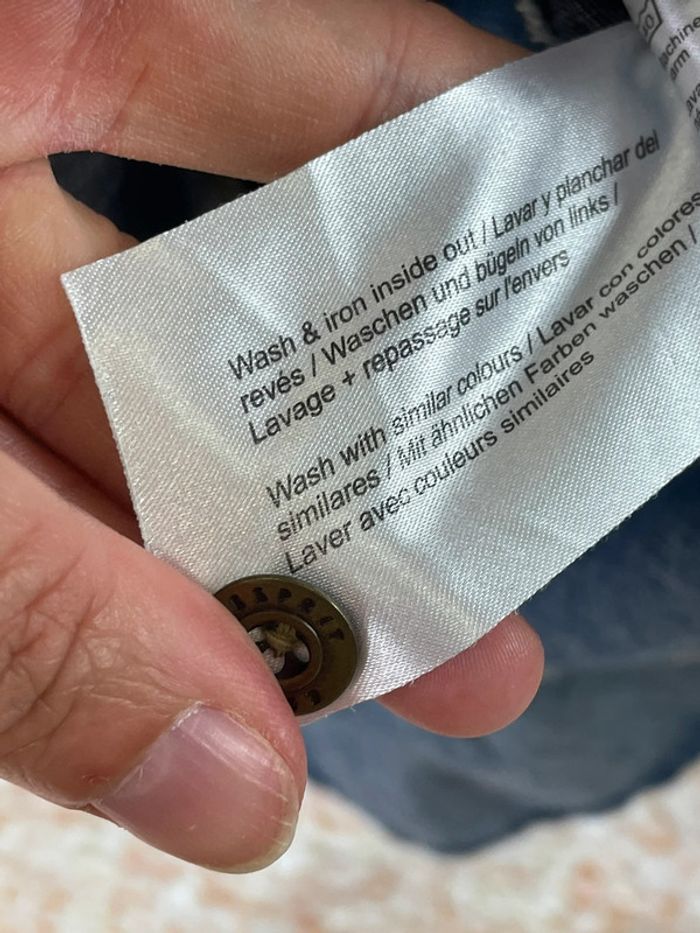 Wash & iron inside out / Lavar y planchar del
revés / Waschen und bügeln von links /
Lavage + repassage sur l'envers
Wash with similar colours / Lavar con colores
similares / Mit ähnlichen Farben waschen /
Laver avec couleurs similaires
ESPRIT